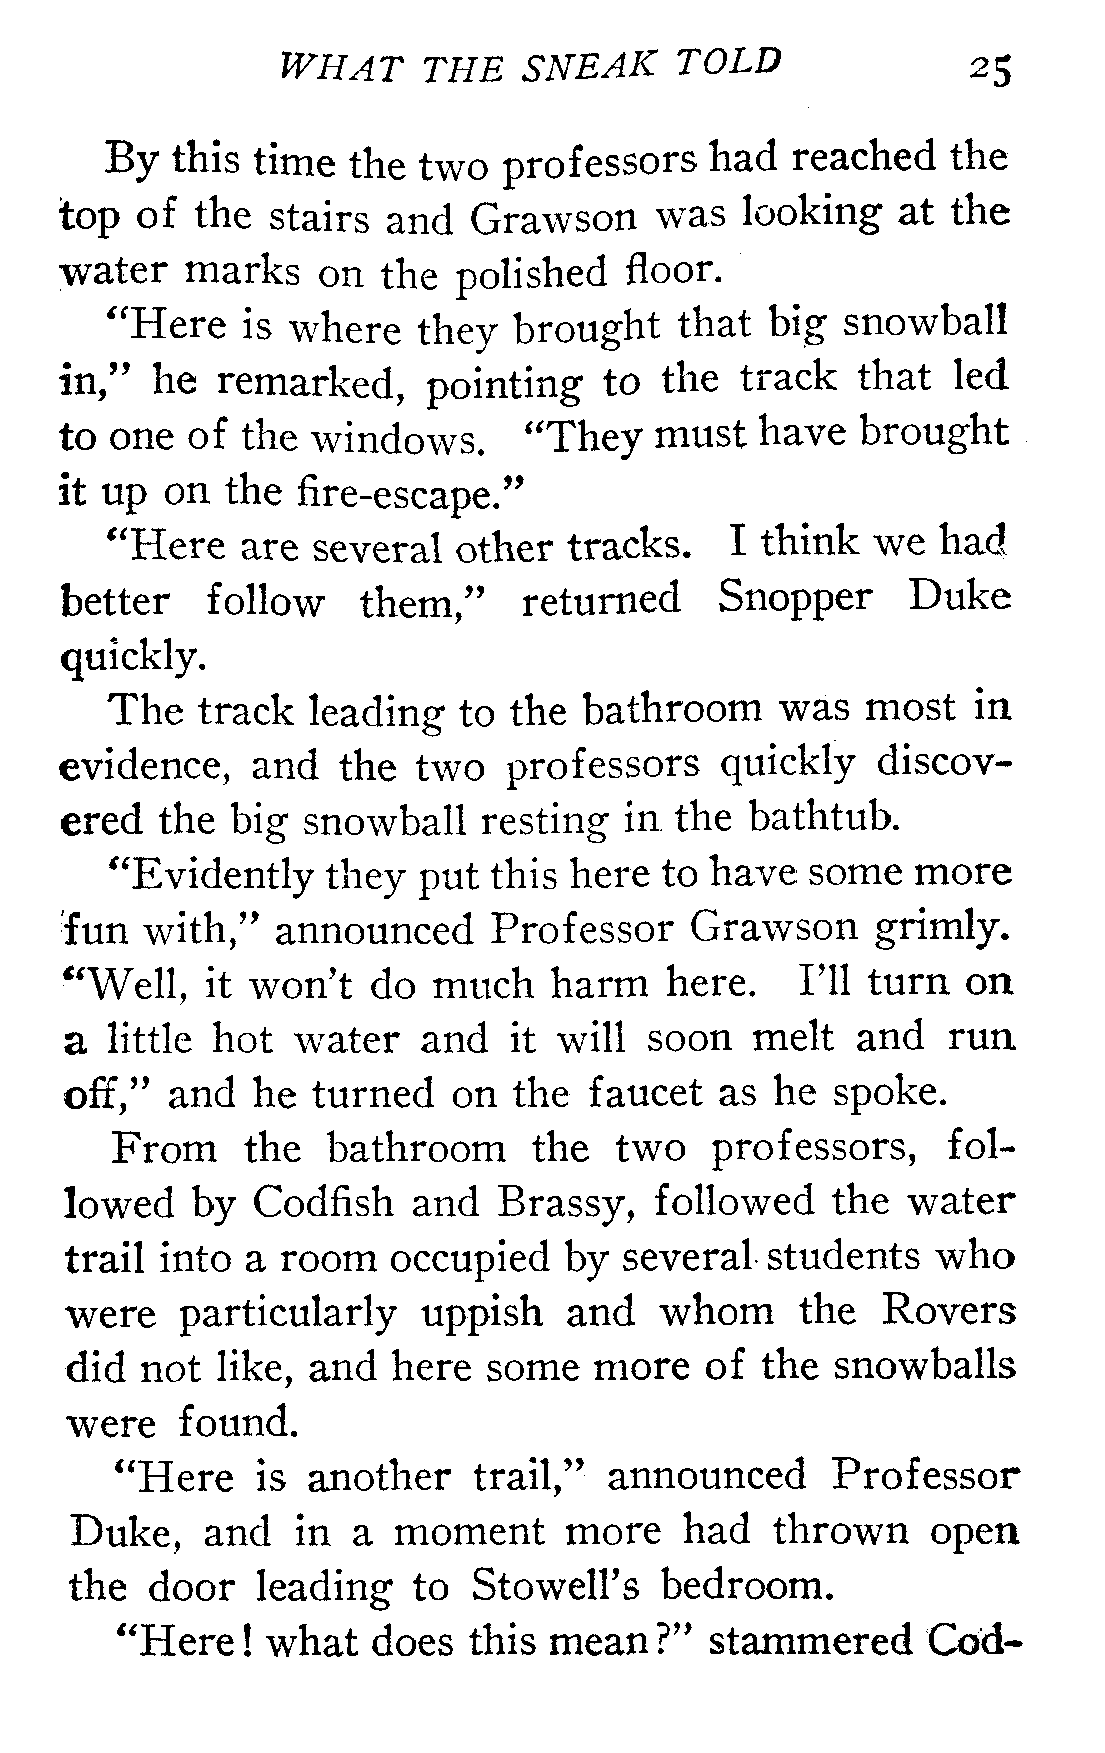 WHAT THE SNEAK TOLD 25
By this time the two professors had reached the
top of the stairs and Grawson was looking at the
water marks on the polished floor.
“Here is where they brought that big snowball
in,” he remarked, pointing to the track that led
to one of the windows. “They must have brought
it up on the fire-escape.”
“Here are several other tracks. I think we had
better follow them,” returned Snopper Duke
quickly.
The track leading to the bathroom was most in
evidence, and the two professors quickly discov-
ered the big snowball resting in the bathtub.
“Evidently they put this here to have some more
fun with,” announced Professor Grawson grimly.
“Well, it won’t do much harm here. I’ll turn on
a little hot water and it will soon melt and run
off,” and he turned on the faucet as he spoke.
From the bathroom the two professors, fol-
lowed by Codfish and Brassy, followed the water
trail into a room occupied by several students who
were particularly uppish and whom the Rovers
did not like, and here some more of the snowballs
were found.
“Here is another trail,” announced Professor
Duke, and in a moment more had thrown open
the door leading to Stowell’s bedroom.
“Here! what does this mean?” stammered Cod-